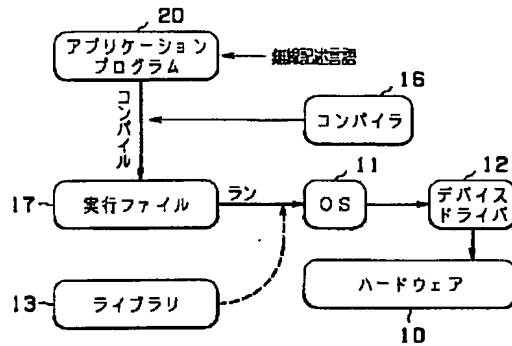 20
アプリケーション
プログラム
無線記述言語
コンパイル
16
コンパイラ
17
実行ファイル
ラン
11
OS
12
デバイス
ドライバ
13
ライブラリ
ハードウェア
10